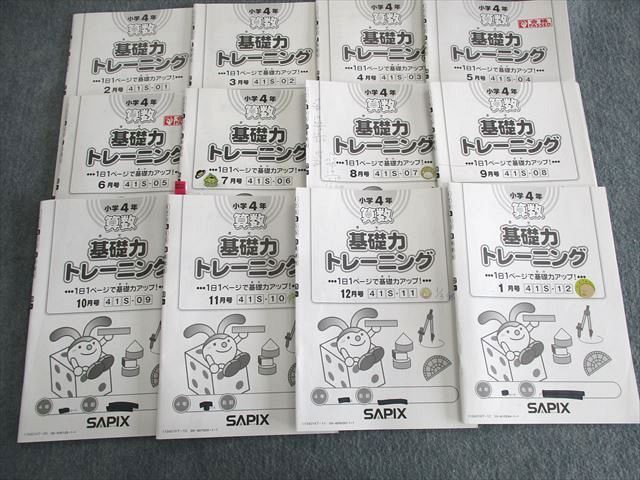 小学4年
算数
基礎力
トレーニング
1日1ページで基礎力アップ!
2月号 41S-01
小学4年
算数
基礎力
トレーニング
1日1ページで基礎力アップ!
3月号 41S-02
小学4年
算数
基礎力
トレーニング
1日1ページで基礎力アップ!
4月号 41S-03
小学4年
算数
基礎力
トレーニング
1日1ページで基礎力アップ!
5月号 41S-04
合格
PASSED
小学4年
算数
基礎力
トレーニング
1日1ページで基礎力アップ!
6月号 41S-05
小学4年
算数
基礎力
トレーニング
1日1ページで基礎力アップ!
7月号 41S-06
小学4年
算数
基礎力
トレーニング
1日1ページで基礎力アップ!
8月号 41S-07
小学4年
算数
基礎力
トレーニング
1日1ページで基礎力アップ!
9月号 41S-08
小学4年
算数
基礎力
トレーニング
1日1ページで基礎力アップ!
10月号 41S-09
SAPIX
小学4年
算数
基礎力
トレーニング
1日1ページで基礎力アップ!
11月号 41S-10
SAPIX
小学4年
算数
基礎力
トレーニング
1日1ページで基礎力アップ!
12月号 41S-11
SAPIX
小学4年
算数
基礎力
トレーニング
1日1ページで基礎力アップ!
1月号 41S-12
SAPIX